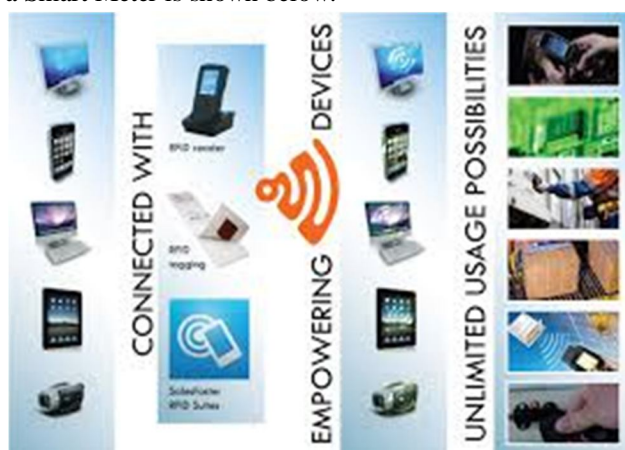 a Smart Meter is shown below:
CONNECTED WITH
RFID reader
RFID
tagging
RFID Suites
EMPOWERING DEVICES
UNLIMITED USAGE POSSIBILITIES